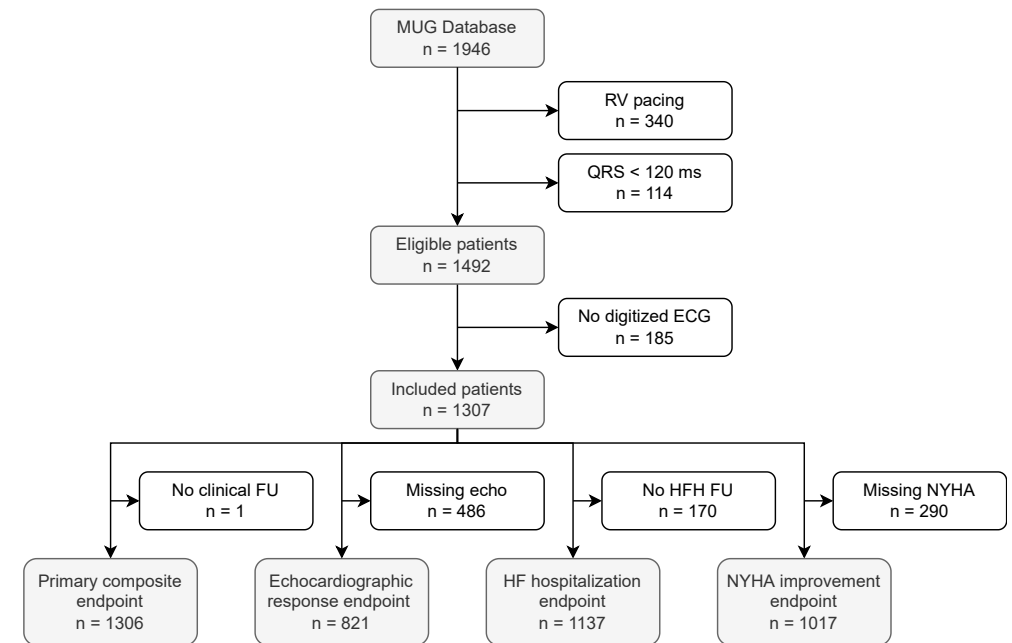 MUG Database
n = 1946
RV pacing
n = 340
QRS < 120 ms
n = 114
Eligible patients
n = 1492
No digitized ECG
n = 185
Included patients
n = 1307
No clinical FU
n = 1
Missing echo
n = 486
No HFH FU
n = 170
Missing NYHA
n = 290
Primary composite
endpoint
n = 1306
Echocardiographic
response endpoint
n = 821
HF hospitalization
endpoint
n = 1137
NYHA improvement
endpoint
n = 1017